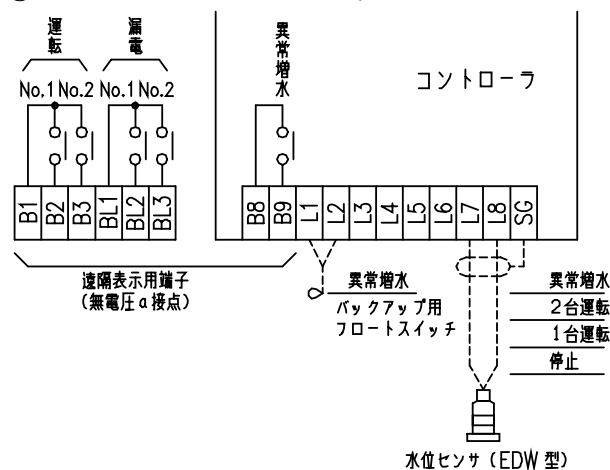 運転
漏電
異常増水
No.1 No.2 No.1 No.2
コントローラ
B1 B2 B3 BL1 BL2 BL3 B8 B9 L1 L2 L3 L4 L5 L6 L7 L8 SG
遠隔表示用端子
(無電圧a接点)
異常増水
バックアップ用
フロートスイッチ
異常増水
2台運転
1台運転
停止
水位センサ(EDW型)